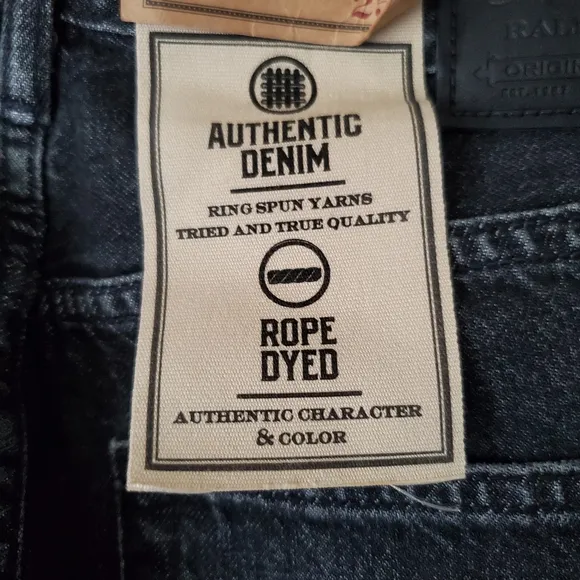 AUTHENTIC
DENIM
RING SPUN YARNS
TRIED AND TRUE QUALITY
ROPE
DYED
AUTHENTIC CHARACTER
& COLOR